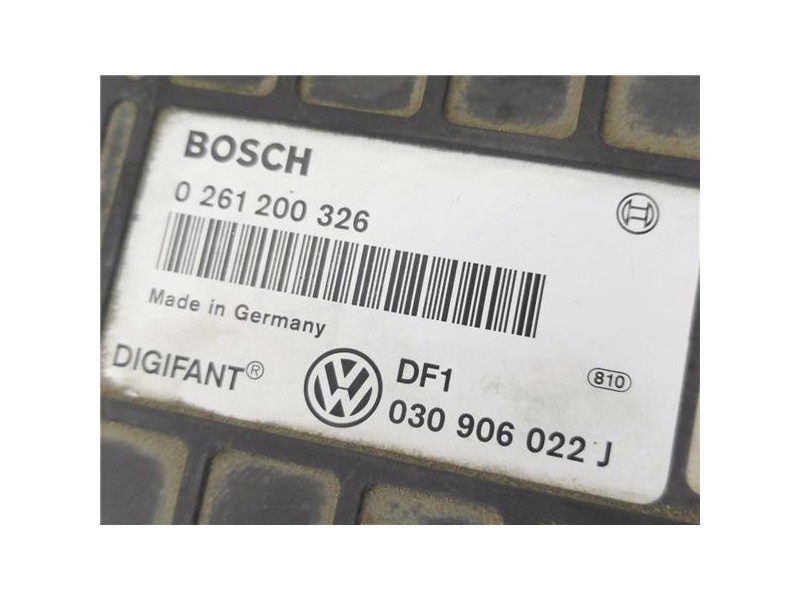 BOSCH
0 261 200 326
Made in Germany
DIGIFANT®
DF1
810
030 906 022 J